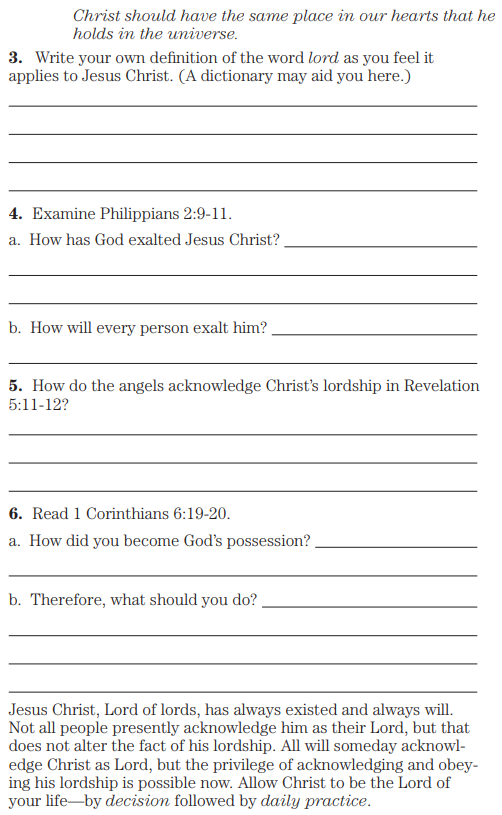 Christ should have the same place in our hearts that he
holds in the universe.
3. Write your own definition of the word lord as you feel it
applies to Jesus Christ. (A dictionary may aid you here.)
4. Examine Philippians 2:9-11.
a. How has God exalted Jesus Christ?
b. How will every person exalt him?
5. How do the angels acknowledge Christ's lordship in Revelation
5:11-12?
6. Read 1 Corinthians 6:19-20.
a. How did you become God's possession?
b. Therefore, what should you do?
Jesus Christ, Lord of lords, has always existed and always will.
Not all people presently acknowledge him as their Lord, but that
does not alter the fact of his lordship. All will someday acknowl-
edge Christ as Lord, but the privilege of acknowledging and obey-
ing his lordship is possible now. Allow Christ to be the Lord of
your life—by decision followed by daily practice.